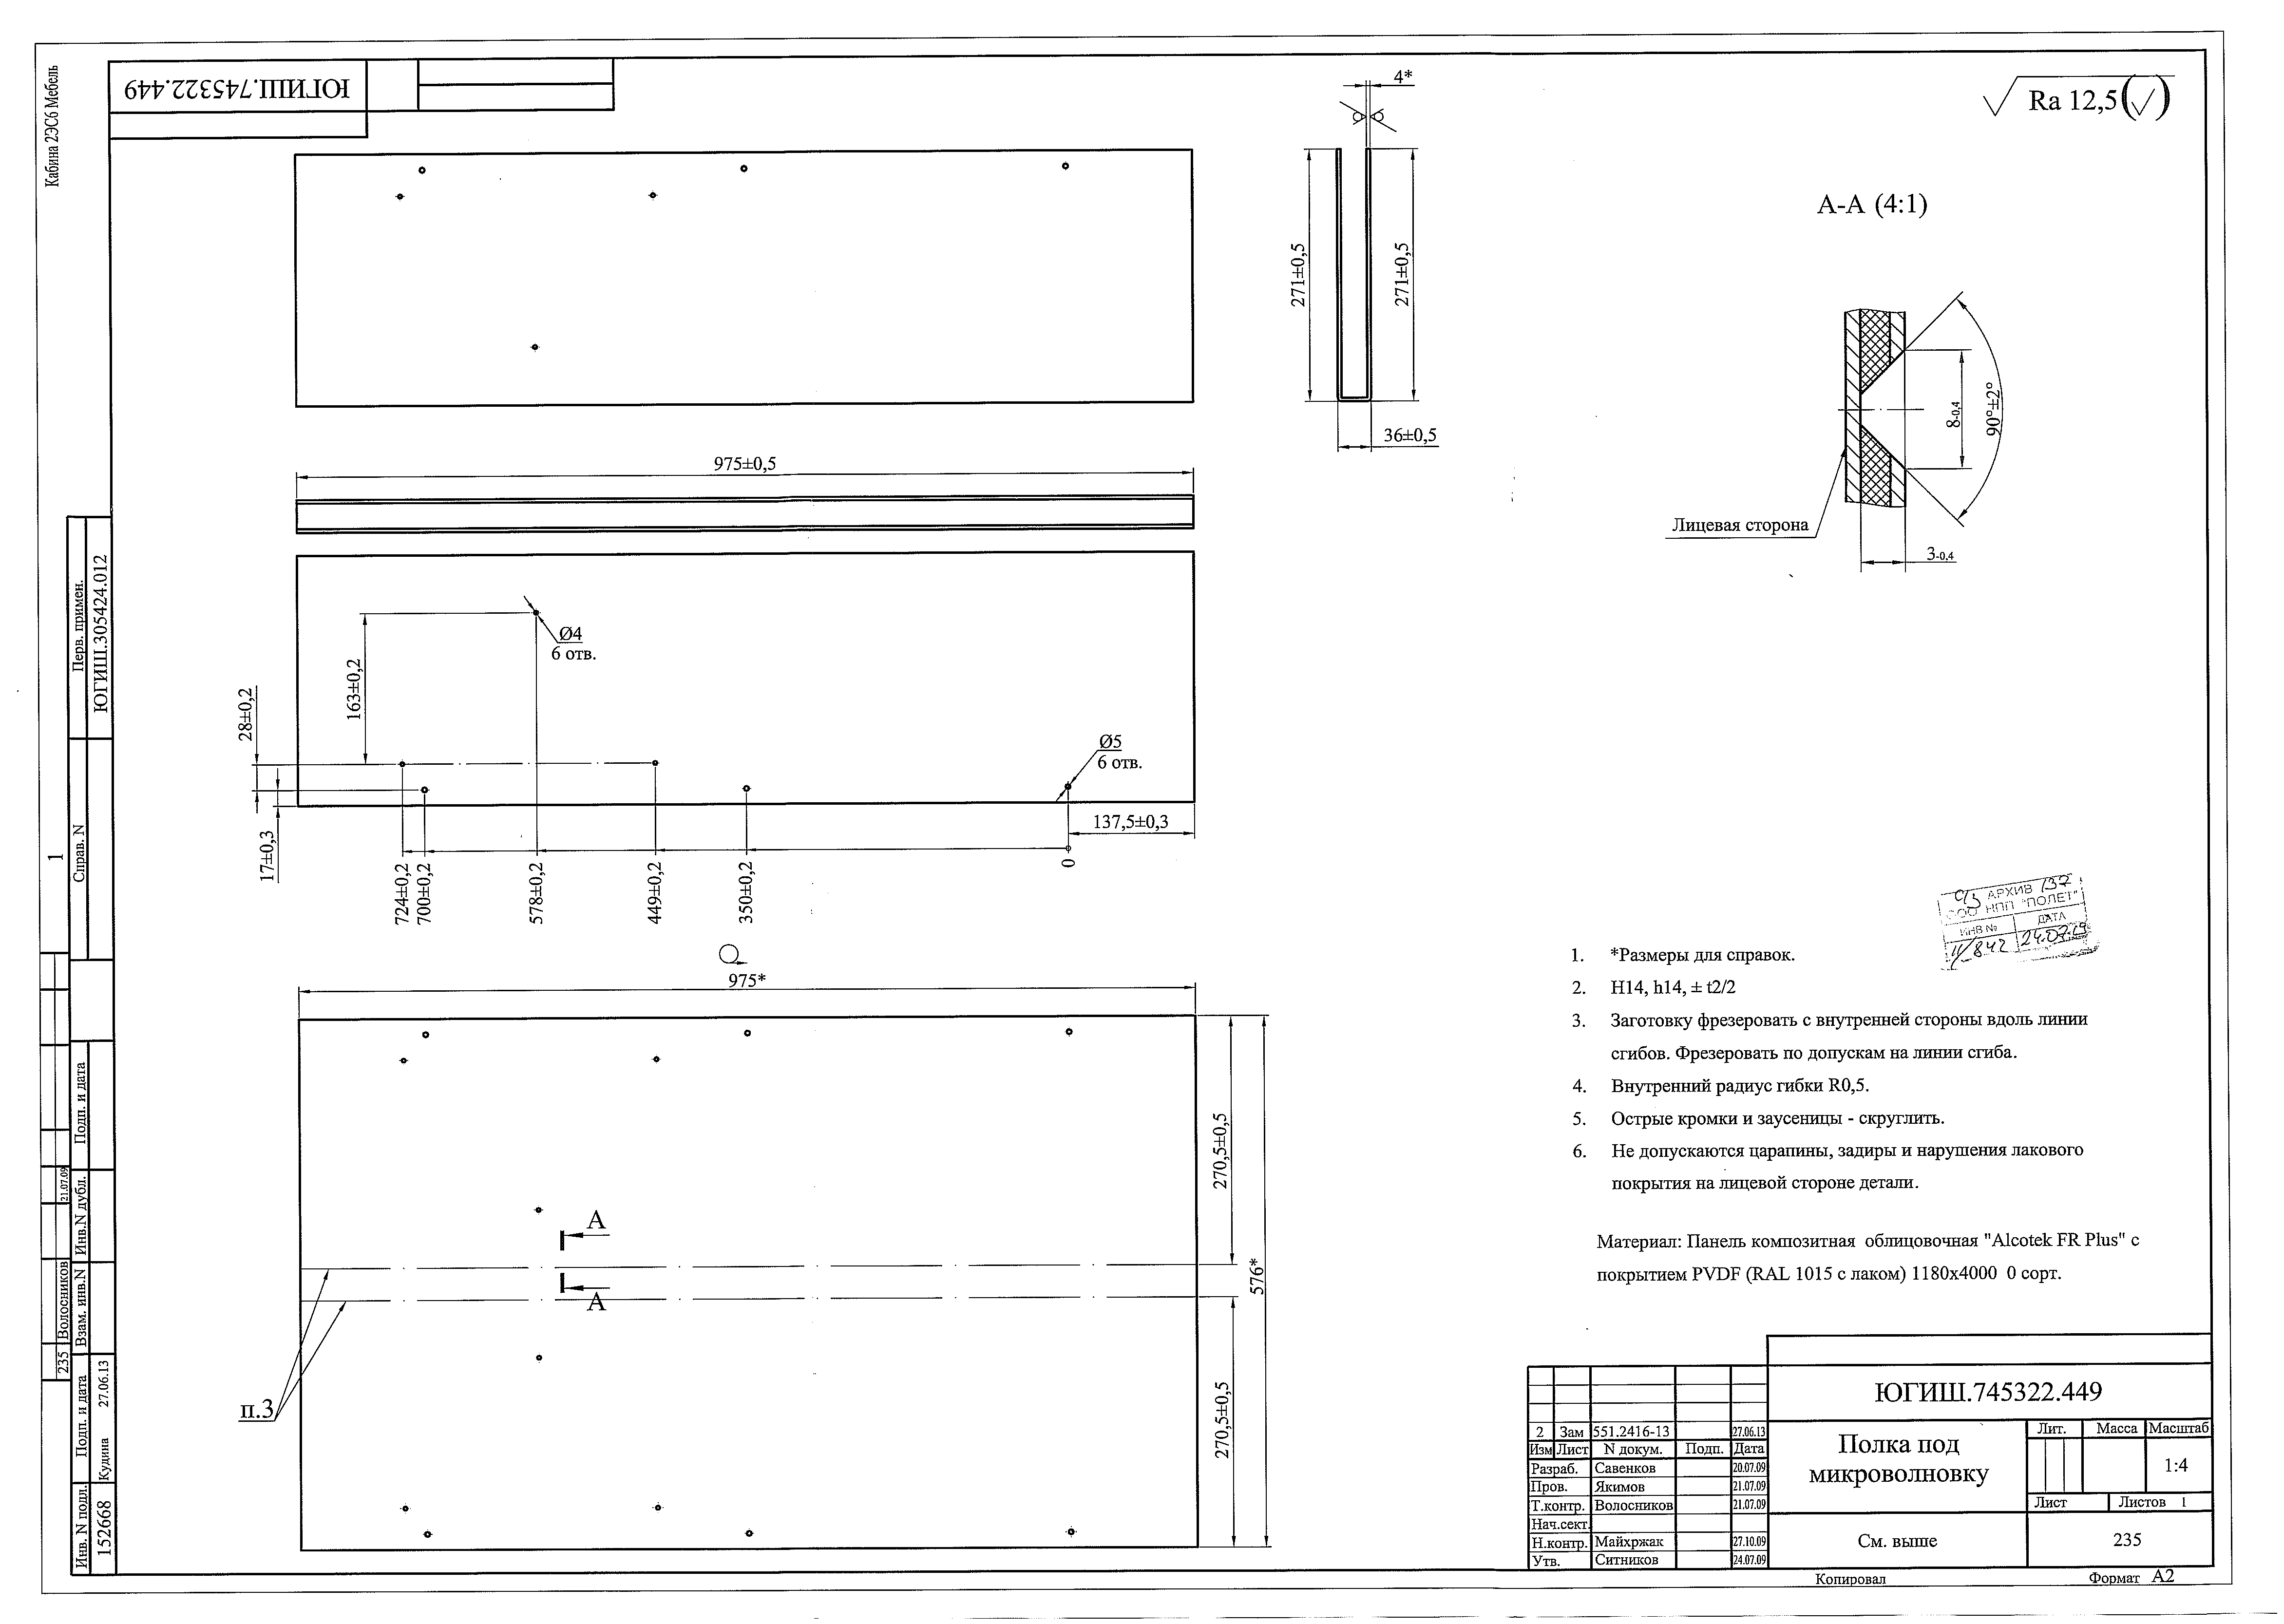 Кабина 2ЭС6 Мебель
ЮГИШ.745322.449
Ra 12,5
4*
271±0,5
271±0,5
36±0,5
А-А (4:1)
8-0,4
90°±2°
Лицевая сторона
3-0,4
975±0,5
Ø4
6 отв.
163±0,2
28±0,2
17±0,3
Ø5
6 отв.
137,5±0,3
724±0,2
700±0,2
578±0,2
449±0,2
350±0,2
0
975*
270,5±0,5
576*
270,5±0,5
А
А
п.3
АРХИВ 137
ООО НПП "ПОЛЕТ"
ИНВ № ДАТА
11/842 24.07.19
1. *Размеры для справок.
2. H14, h14, ± t2/2
3. Заготовку фрезеровать с внутренней стороны вдоль линии
сгибов. Фрезеровать по допускам на линии сгиба.
4. Внутренний радиус гибки R0,5.
5. Острые кромки и заусеницы - скруглить.
6. Не допускаются царапины, задиры и нарушения лакового
покрытия на лицевой стороне детали.
Материал: Панель композитная облицовочная "Alcotek FR Plus" с
покрытием PVDF (RAL 1015 с лаком) 1180x4000 0 сорт.
Перв. примен.
ЮГИШ.305424.012
Справ. N
1
Подп. и дата
Инв.N дубл.
Взам. инв.N
Подп. и дата
Кудина 27.06.13
Инв. N подл.
152668
235 Волосников 21.07.09
2 Зам 551.2416-13 27.06.13
Изм Лист N докум. Подп. Дата
Разраб. Савенков 20.07.09
Пров. Якимов 21.07.09
Т.контр. Волосников 21.07.09
Нач.сект.
Н.контр. Майхржак 27.10.09
Утв. Ситников 24.07.09
ЮГИШ.745322.449
Полка под
микроволновку
См. выше
Лит. Масса Масштаб
1:4
Лист Листов 1
235
Копировал Формат А2